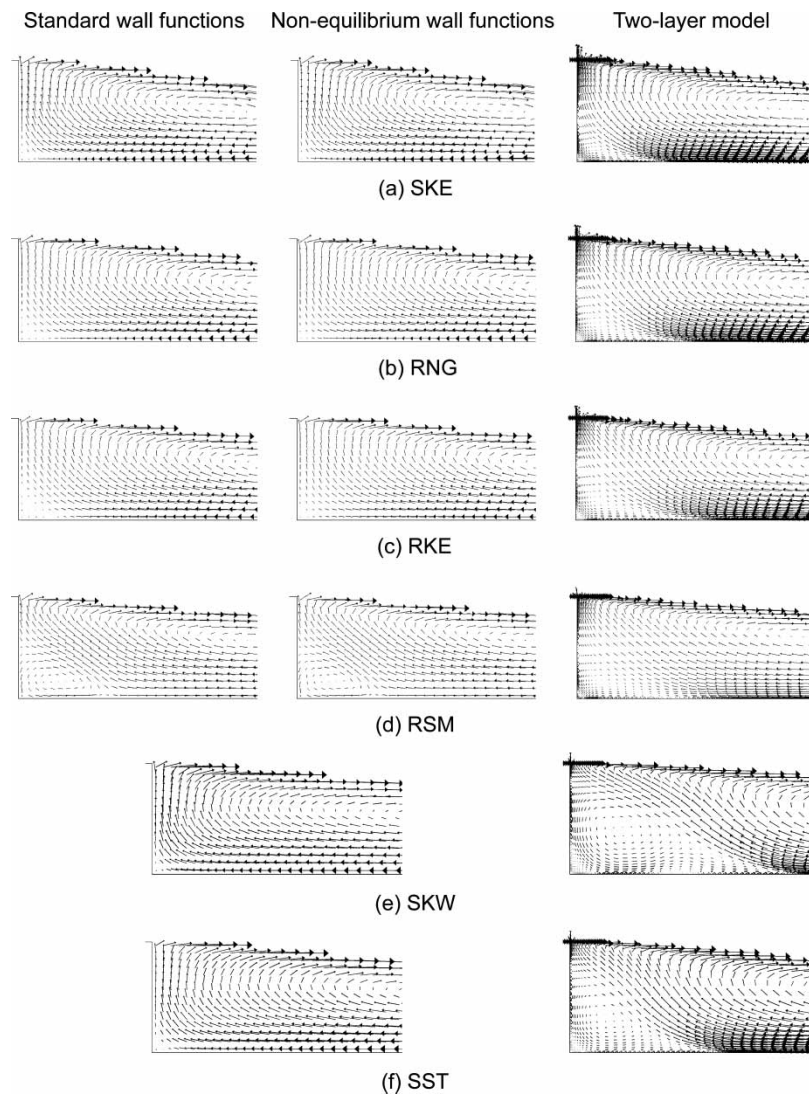 Standard wall functions
Non-equilibrium wall functions
Two-layer model
(a) SKE
(b) RNG
(c) RKE
(d) RSM
(e) SKW
(f) SST